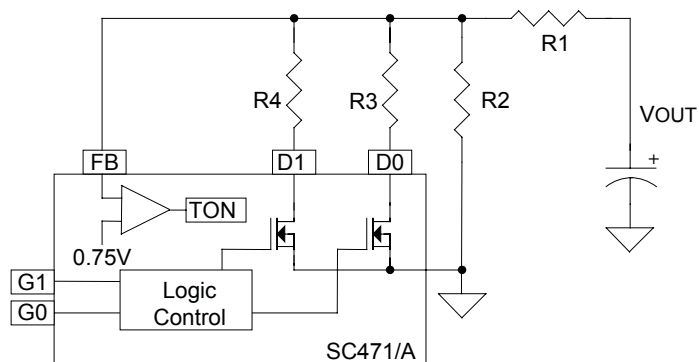 R1
R4
R3
R2
VOUT
+
FB
D1
D0
TON
0.75V
G1
G0
Logic
Control
SC471/A